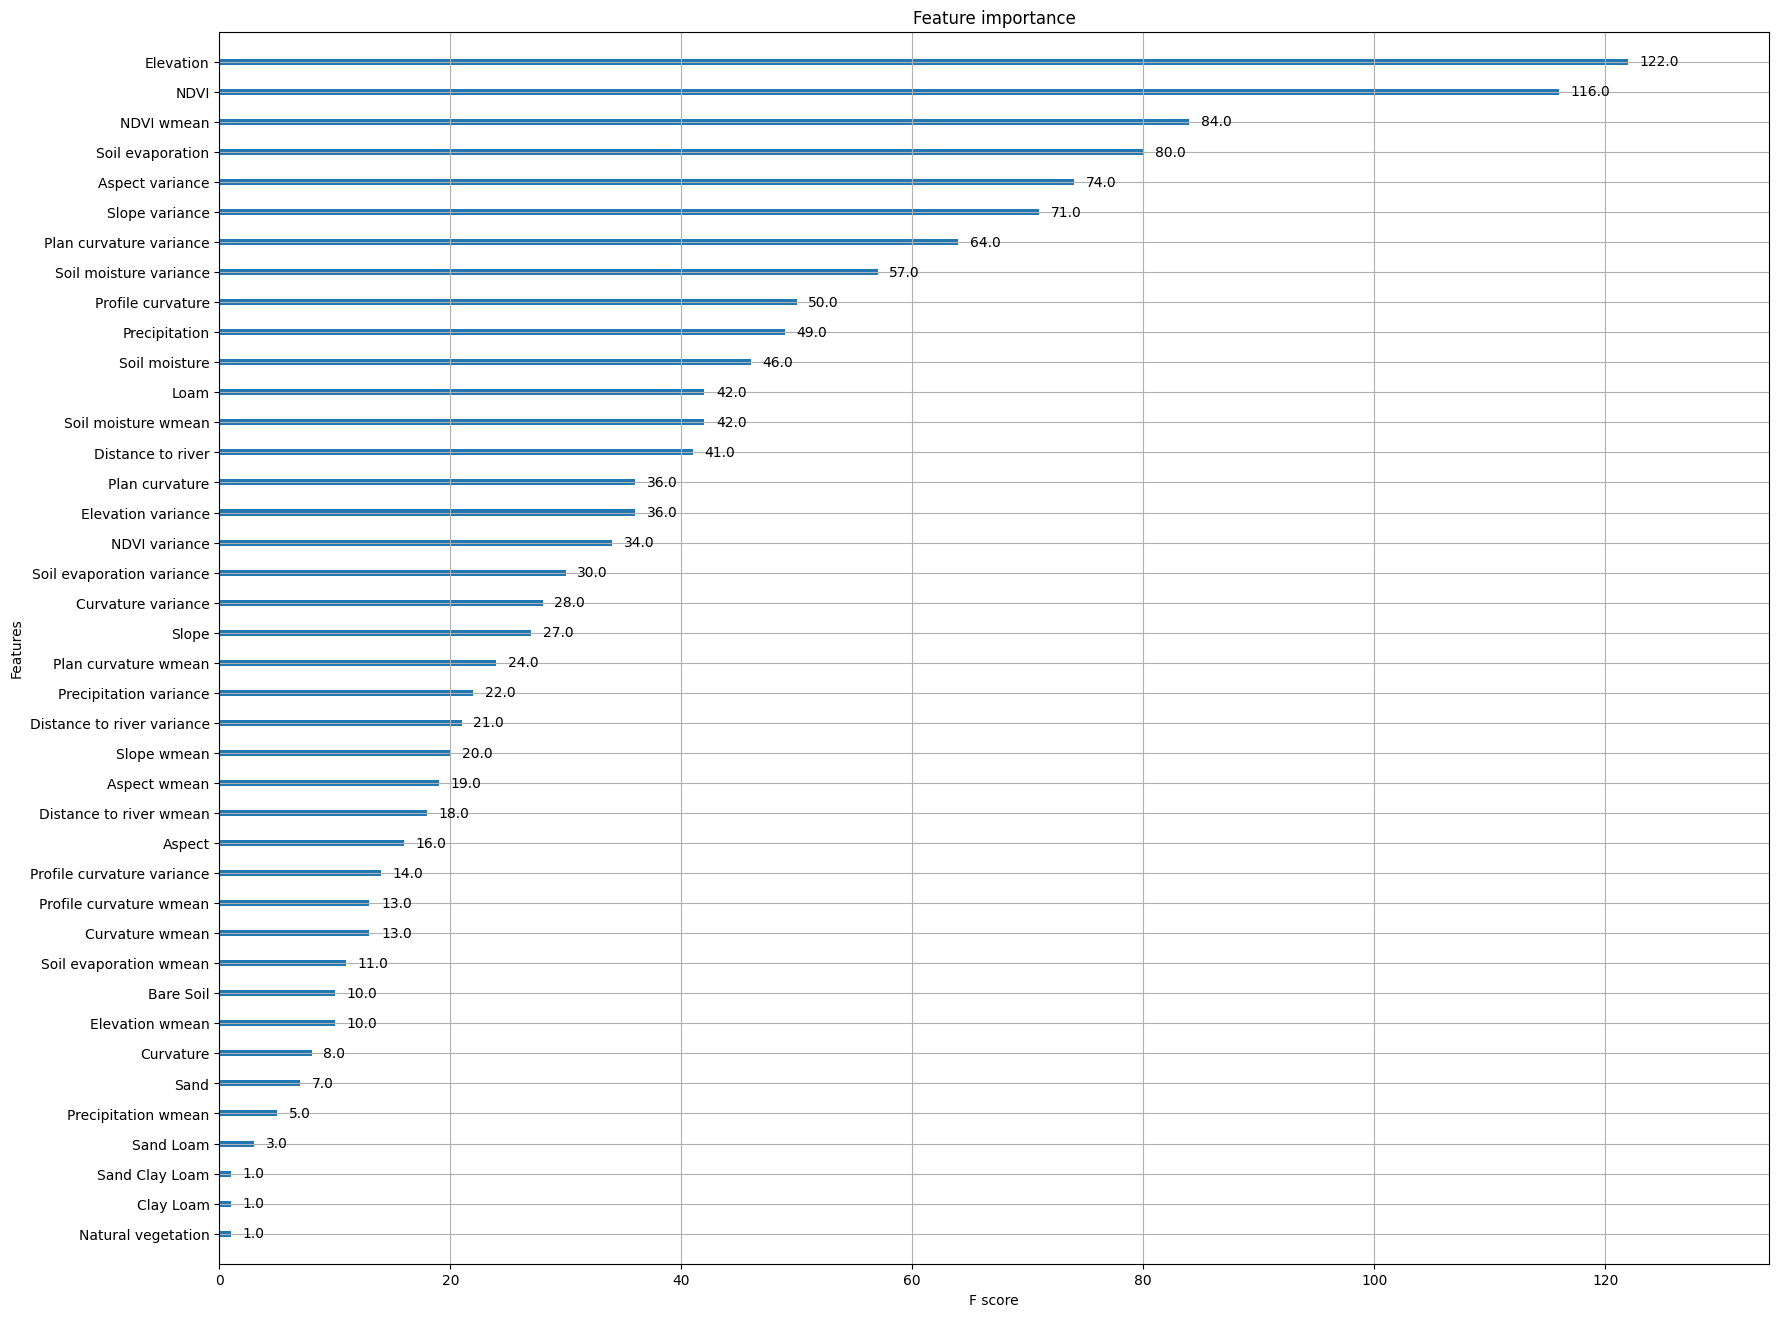 Feature importance
Features
Elevation 122.0
NDVI 116.0
NDVI wmean 84.0
Soil evaporation 80.0
Aspect variance 74.0
Slope variance 71.0
Plan curvature variance 64.0
Soil moisture variance 57.0
Profile curvature 50.0
Precipitation 49.0
Soil moisture 46.0
Loam 42.0
Soil moisture wmean 42.0
Distance to river 41.0
Plan curvature 36.0
Elevation variance 36.0
NDVI variance 34.0
Soil evaporation variance 30.0
Curvature variance 28.0
Slope 27.0
Plan curvature wmean 24.0
Precipitation variance 22.0
Distance to river variance 21.0
Slope wmean 20.0
Aspect wmean 19.0
Distance to river wmean 18.0
Aspect 16.0
Profile curvature variance 14.0
Profile curvature wmean 13.0
Curvature wmean 13.0
Soil evaporation wmean 11.0
Bare Soil 10.0
Elevation wmean 10.0
Curvature 8.0
Sand 7.0
Precipitation wmean 5.0
Sand Loam 3.0
Sand Clay Loam 1.0
Clay Loam 1.0
Natural vegetation 1.0
0 20 40 60 80 100 120
F score